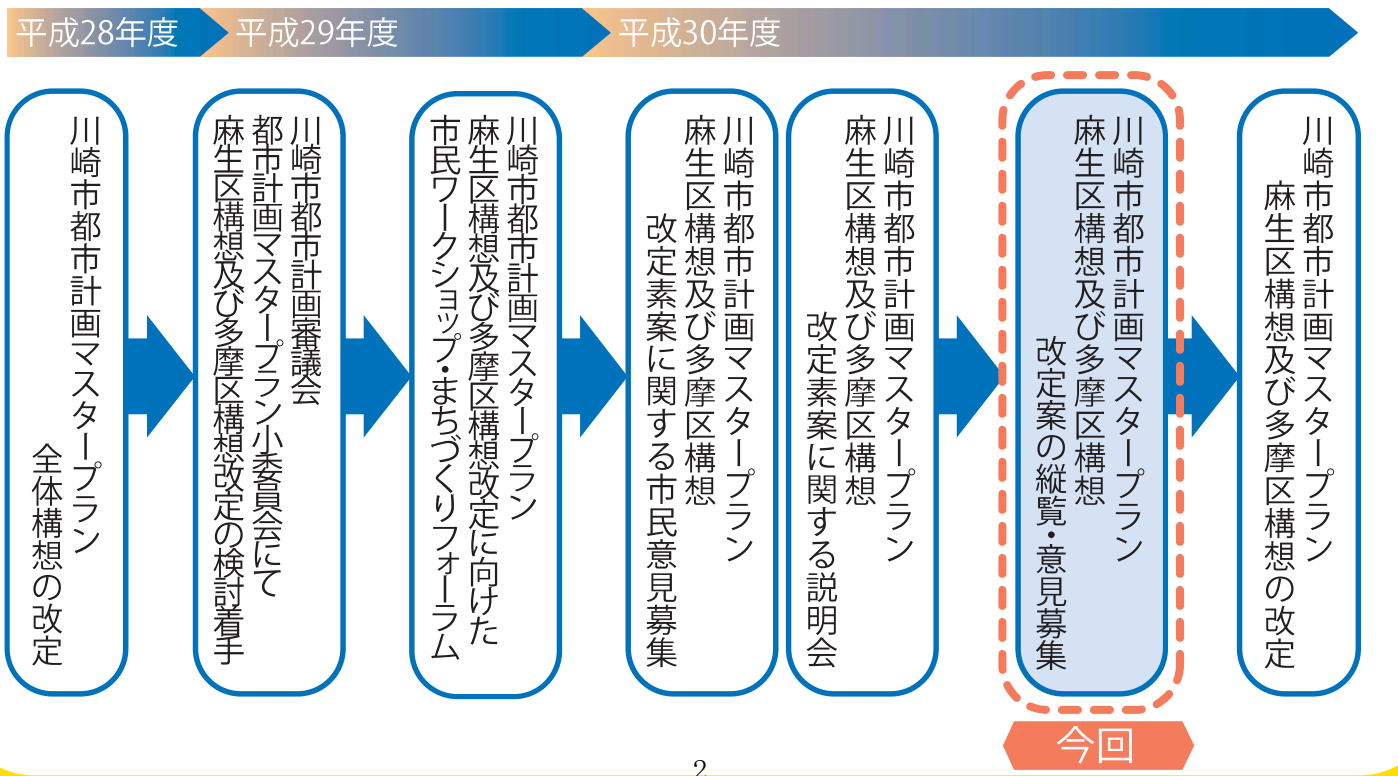 平成28年度
平成29年度
平成30年度
川崎市都市計画マスタープラン
全体構想の改定
川崎市都市計画審議会
都市計画マスタープラン小委員会にて
麻生区構想及び多摩区構想改定の検討着手
川崎市都市計画マスタープラン
麻生区構想及び多摩区構想改定に向けた
市民ワークショップ・まちづくりフォーラム
川崎市都市計画マスタープラン
麻生区構想及び多摩区構想
改定素案に関する市民意見募集
川崎市都市計画マスタープラン
麻生区構想及び多摩区構想
改定素案に関する説明会
川崎市都市計画マスタープラン
麻生区構想及び多摩区構想
改定案の縦覧・意見募集
川崎市都市計画マスタープラン
麻生区構想及び多摩区構想の改定
今回
2